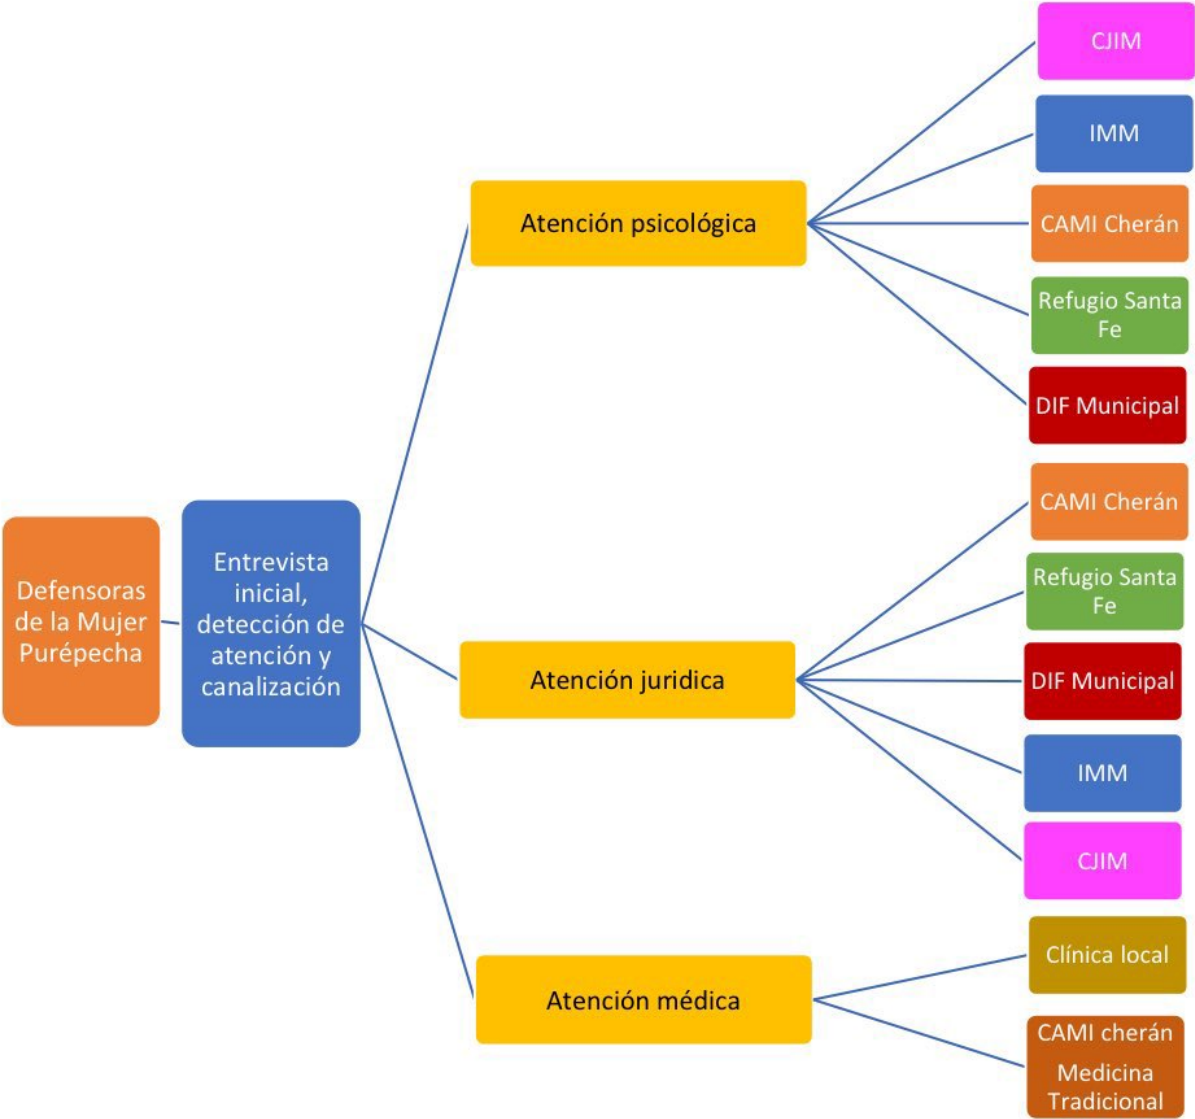 Defensoras
de la Mujer
Purépecha
Entrevista
inicial,
detección de
atención y
canalización
Atención psicológica
CJIM
IMM
CAMI Cherán
Refugio Santa
Fe
DIF Municipal
Atención juridica
CAMI Cherán
Refugio Santa
Fe
DIF Municipal
IMM
CJIM
Atención médica
Clínica local
CAMI cherán
Medicina
Tradicional